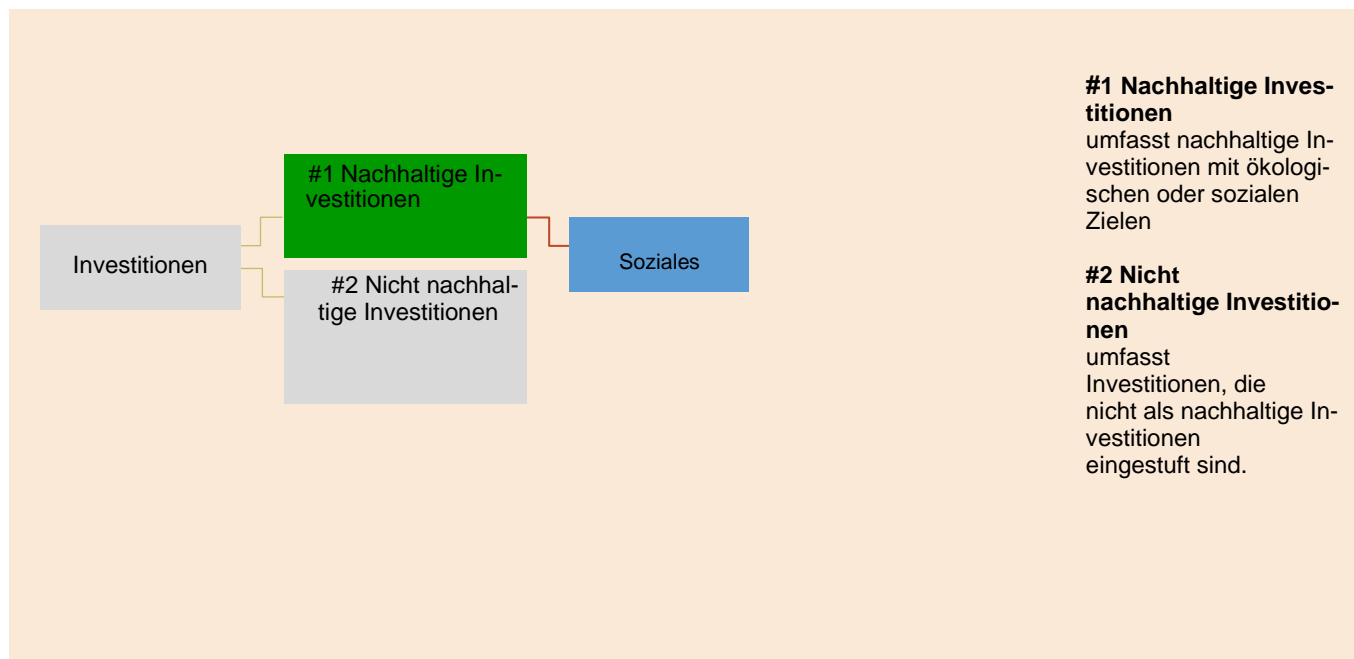 #1 Nachhaltige In-
vestitionen
Investitionen
#2 Nicht nachhal-
tige Investitionen
Soziales
#1 Nachhaltige Inves-
titionen
umfasst nachhaltige In-
vestitionen mit ökologi-
schen oder sozialen
Zielen
#2 Nicht
nachhaltige Investitio-
nen
umfasst
Investitionen, die
nicht als nachhaltige In-
vestitionen
eingestuft sind.